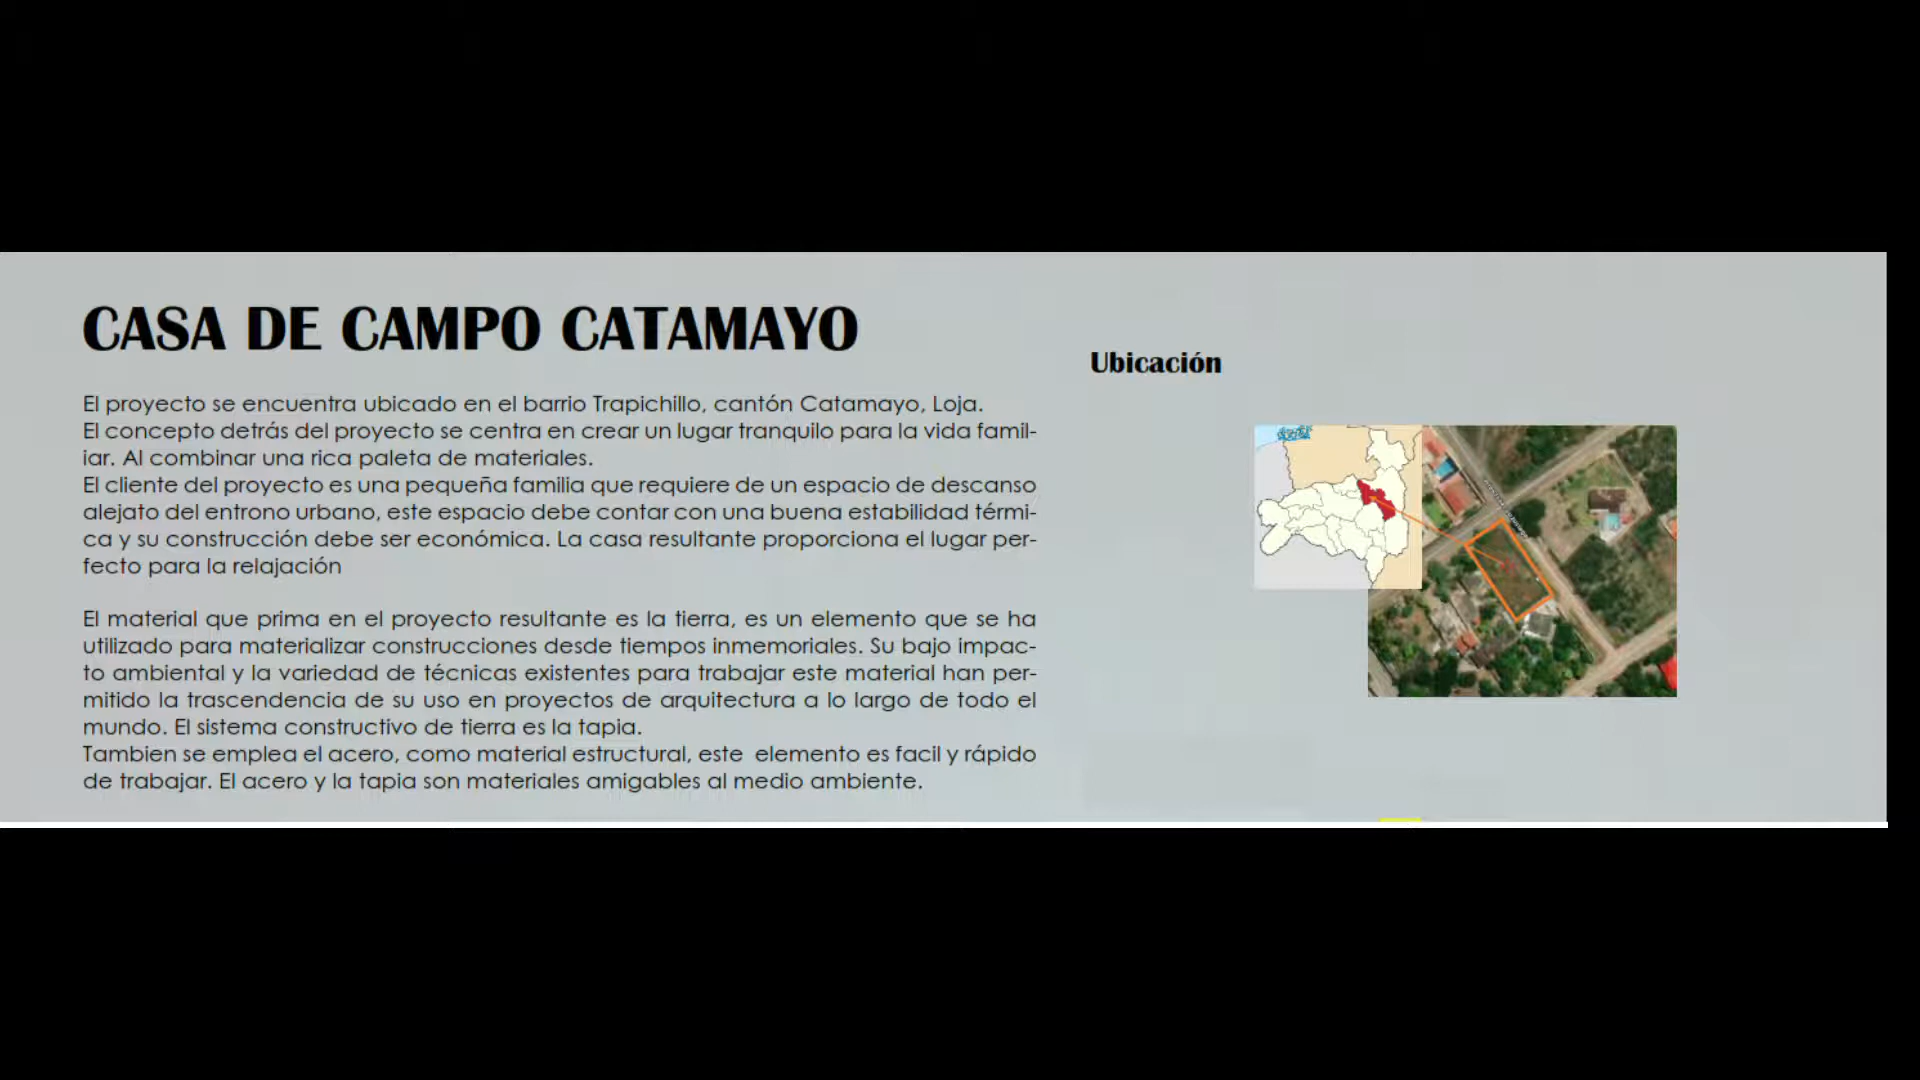 CASA DE CAMPO CATAMAYO
El proyecto se encuentra ubicado en el barrio Trapichillo, cantón Catamayo, Loja.
El concepto detrás del proyecto se centra en crear un lugar tranquilo para la vida famil-
iar. Al combinar una rica paleta de materiales.
El cliente del proyecto es una pequeña familia que requiere de un espacio de descanso
alejato del entrono urbano, este espacio debe contar con una buena estabilidad térmi-
ca y su construcción debe ser económica. La casa resultante proporciona el lugar per-
fecto para la relajación
El material que prima en el proyecto resultante es la tierra, es un elemento que se ha
utilizado para materializar construcciones desde tiempos inmemoriales. Su bajo impac-
to ambiental y la variedad de técnicas existentes para trabajar este material han per-
mitido la trascendencia de su uso en proyectos de arquitectura a lo largo de todo el
mundo. El sistema constructivo de tierra es la tapia.
Tambien se emplea el acero, como material estructural, este elemento es facil y rápido
de trabajar. El acero y la tapia son materiales amigables al medio ambiente.
Ubicación